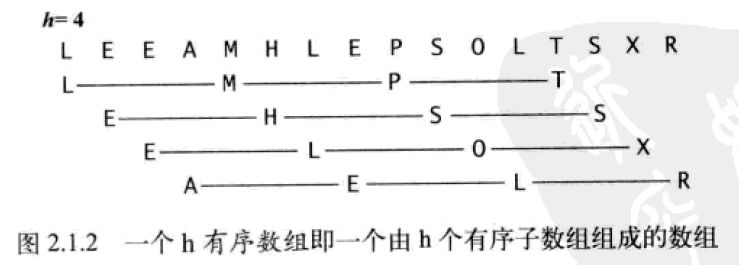 h= 4
L E E A M H L E P S O L T S X R
L M P T
E H S S
E L O X
A E L R
图 2.1.2 一个 h 有序数组即一个由 h 个有序子数组组成的数组